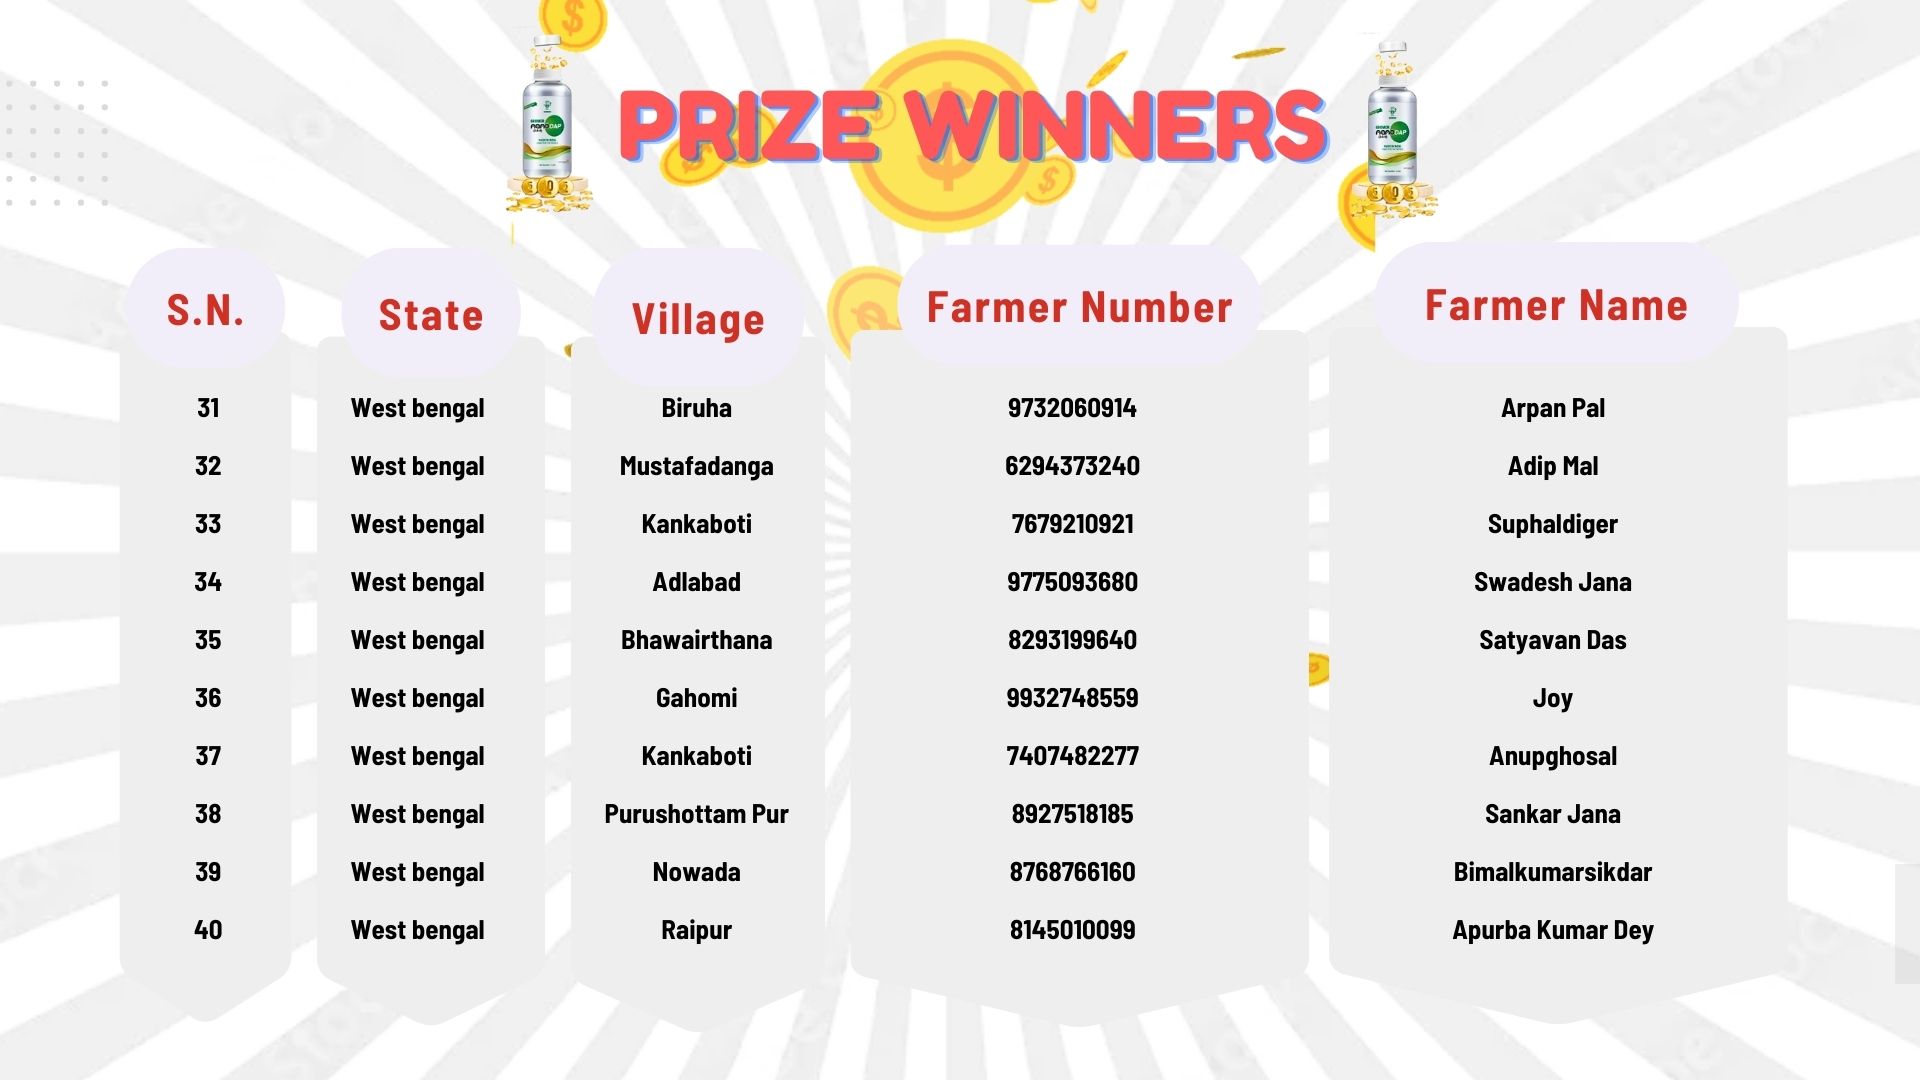 PRIZE WINNERS
S.N. State Village Farmer Number Farmer Name
31 West bengal Biruha 9732060914 Arpan Pal
32 West bengal Mustafadanga 6294373240 Adip Mal
33 West bengal Kankaboti 7679210921 Suphaldiger
34 West bengal Adlabad 9775093680 Swadesh Jana
35 West bengal Bhawairthana 8293199640 Satyavan Das
36 West bengal Gahomi 9932748559 Joy
37 West bengal Kankaboti 7407482277 Anupghosal
38 West bengal Purushottam Pur 8927518185 Sankar Jana
39 West bengal Nowada 8768766160 Bimalkumarsikdar
40 West bengal Raipur 8145010099 Apurba Kumar Dey